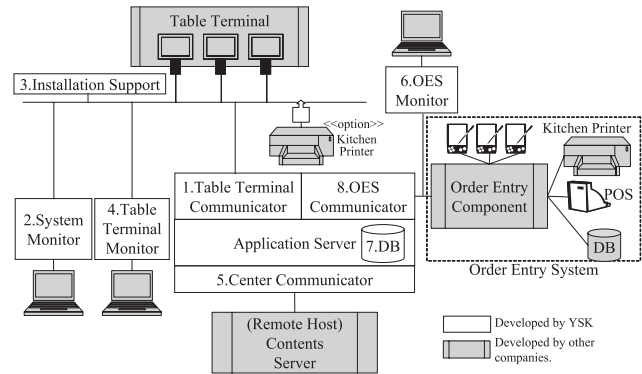 Table Terminal
3.Installation Support
6.OES
Monitor
<<option>>
Kitchen
Printer
Kitchen Printer
1.Table Terminal
Communicator
8.OES
Communicator
Order Entry
Component
POS
2.System
Monitor
4.Table
Terminal
Monitor
Application Server
7.DB
DB
Order Entry System
5.Center Communicator
(Remote Host)
Contents
Server
Developed by YSK
Developed by other
companies.